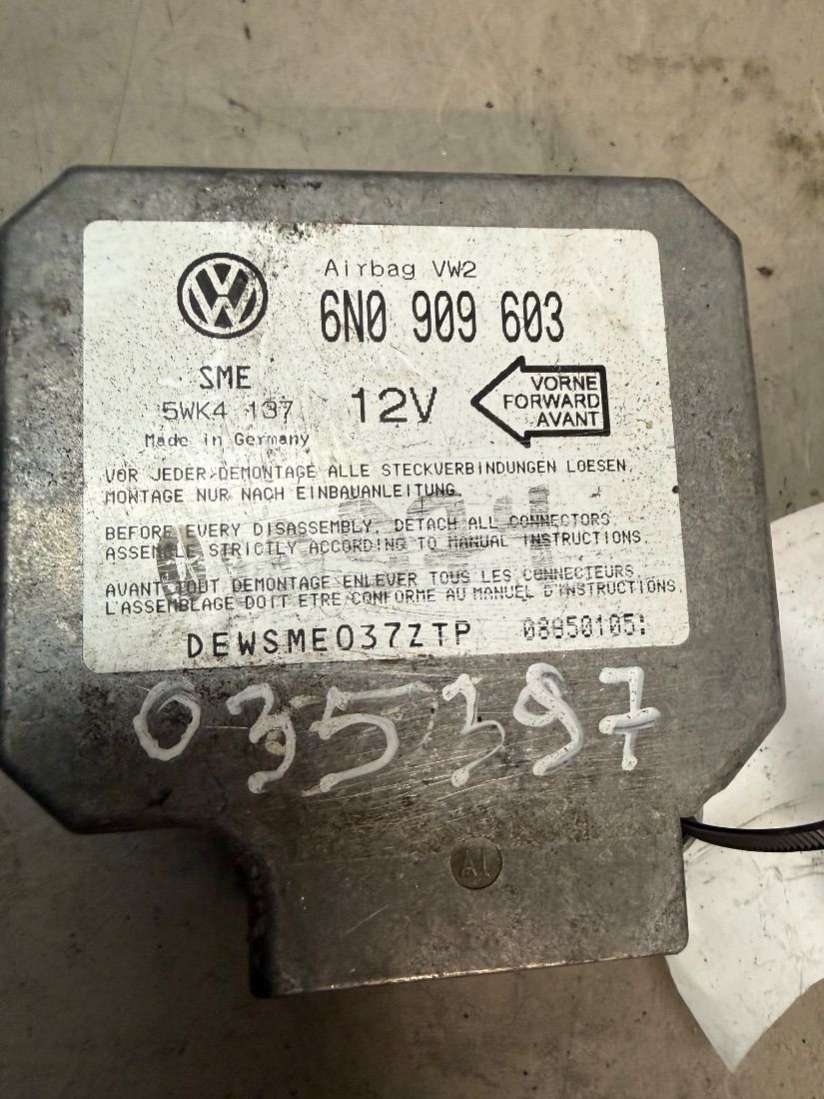 Airbag VW2
6N0 909 603
SME
5WK4 137
12V
VORNE
FORWARD
AVANT
Made in Germany
VOR JEDER DEMONTAGE ALLE STECKVERBINDUNGEN LOESEN.
MONTAGE NUR NACH EINBAUANLEITUNG.
BEFORE EVERY DISASSEMBLY, DETACH ALL CONNECTORS
ASSEMBLE STRICTLY ACCORDING TO MANUAL INSTRUCTIONS.
AVANT TOUT DEMONTAGE ENLEVER TOUS LES CONNECTEURS
L'ASSEMBLAGE DOIT ETRE CONFORME AU MANUEL D'INSTRUCTIONS.
DEWSME037ZTP
035397
A1